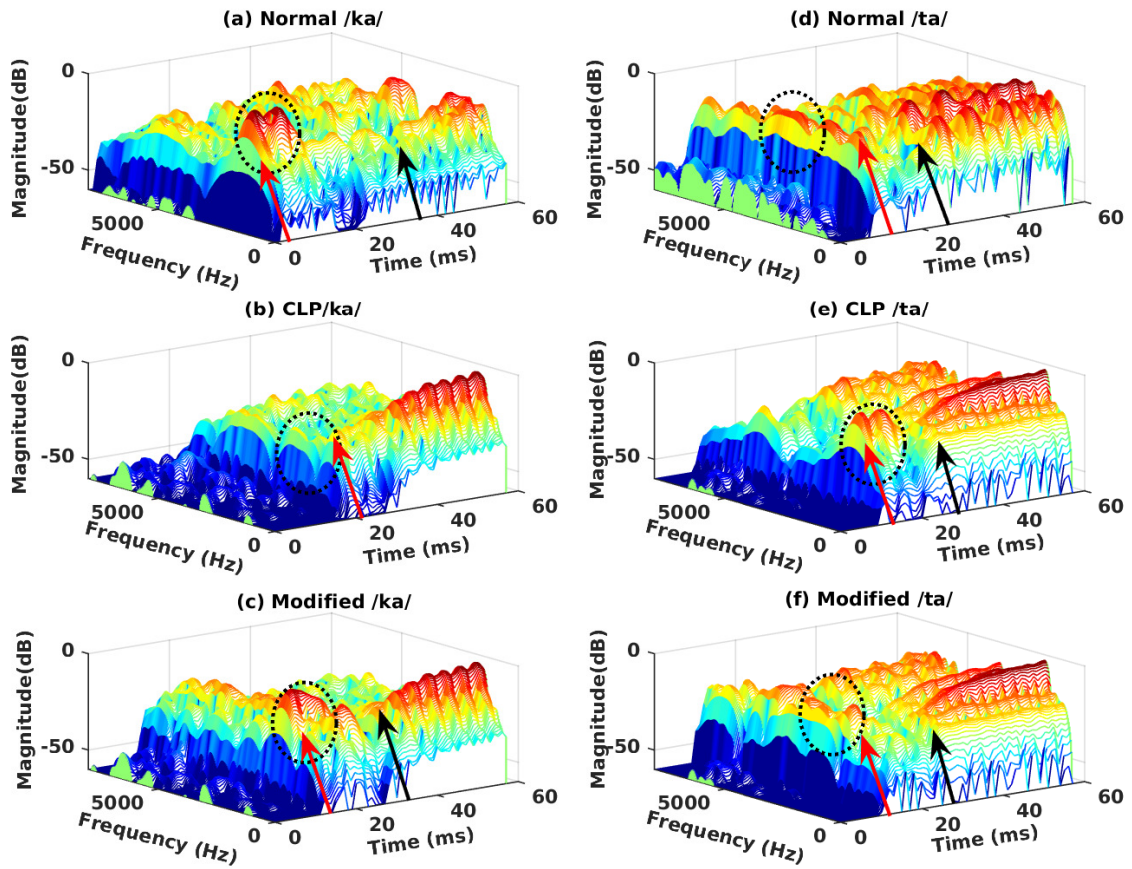 (a) Normal /ka/
0
-50
Magnitude(dB)
5000
0
Frequency (Hz)
0
20
40
60
Time (ms)
(d) Normal /ta/
0
-50
Magnitude(dB)
5000
0
Frequency (Hz)
0
20
40
60
Time (ms)
(b) CLP/ka/
0
-50
Magnitude(dB)
5000
0
Frequency (Hz)
0
20
40
60
Time (ms)
(e) CLP /ta/
0
-50
Magnitude(dB)
5000
0
Frequency (Hz)
0
20
40
60
Time (ms)
(c) Modified /ka/
0
-50
Magnitude(dB)
5000
0
Frequency (Hz)
0
20
40
60
Time (ms)
(f) Modified /ta/
0
-50
Magnitude(dB)
5000
0
Frequency (Hz)
0
20
40
60
Time (ms)